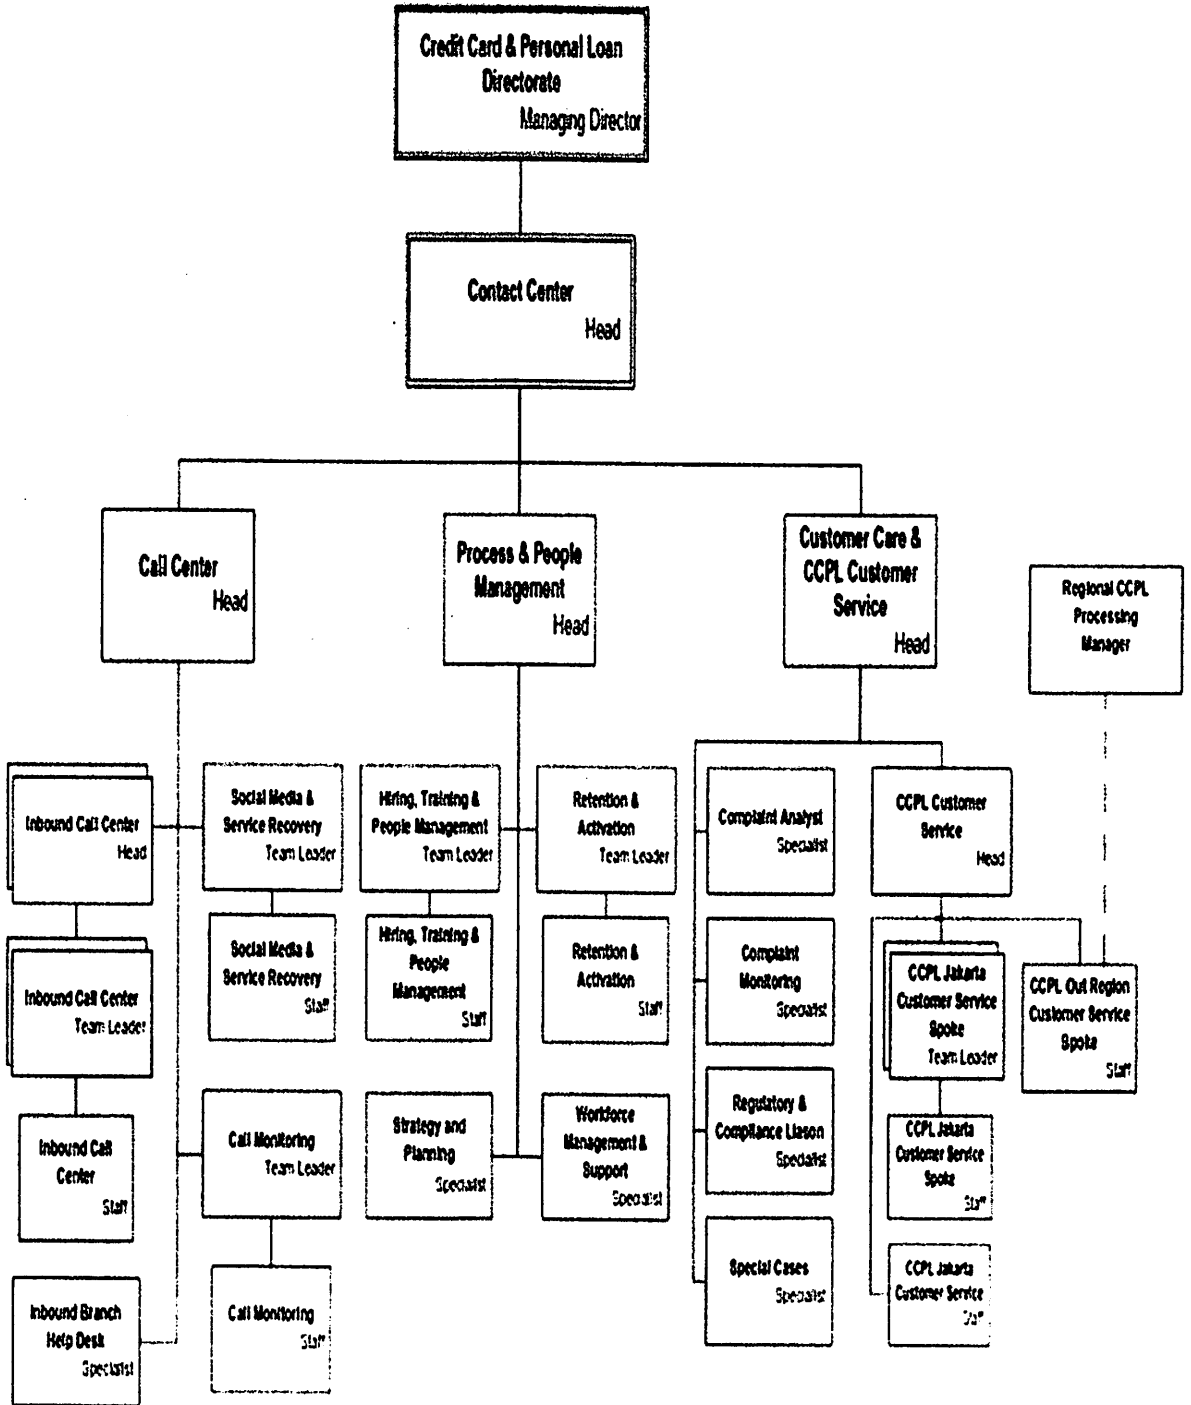 Credit Card & Personal Loan
Directorate
Managing Director
Contact Center
Head
Call Center
Head
Process & People
Management
Head
Customer Care &
CCPL Customer
Service
Head
Regional CCPL
Processing
Manager
Inbound Call Center
Head
Social Media &
Service Recovery
Team Leader
Hiring, Training &
People Management
Team Leader
Retention &
Activation
Team Leader
Complaint Analyst
Specialist
CCPL Customer
Service
Head
Inbound Call Center
Team Leader
Social Media &
Service Recovery
Staff
Hiring, Training &
People
Management
Staff
Retention &
Activation
Staff
Complaint
Monitoring
Specialist
CCPL Jakarta
Customer Service
Spoke
Team Leader
CCPL Out Region
Customer Service
Spoke
Staff
Inbound Call
Center
Staff
Call Monitoring
Team Leader
Strategy and
Planning
Specialist
Workforce
Management &
Support
Specialist
Regulatory &
Compliance Liason
Specialist
CCPL Jakarta
Customer Service
Spoke
Staff
Inbound Branch
Help Desk
Specialist
Call Monitoring
Staff
Special Cases
Specialist
CCPL Jakarta
Customer Service
Staff